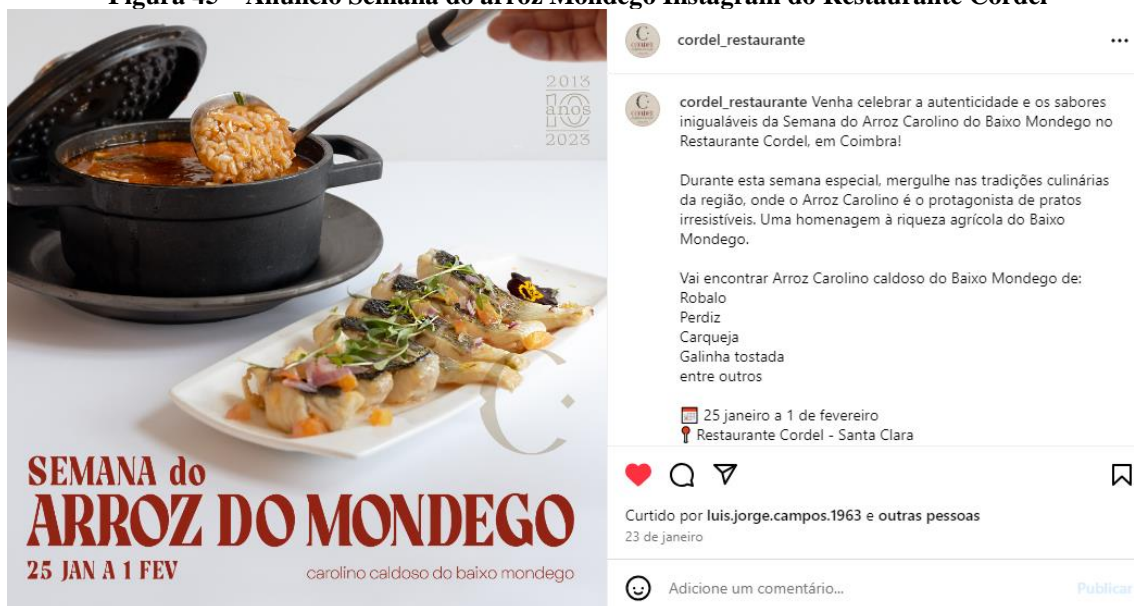 Figura 45 – Anúncio Semana do arroz Mondego Instagram do Restaurante Cordel
2013
10
anos
2023
C
SEMANA do
ARROZ DO MONDEGO
25 JAN A 1 FEV
carolino caldoso do baixo mondego
cordel_restaurante
cordel_restaurante Venha celebrar a autenticidade e os sabores
inigualáveis da Semana do Arroz Carolino do Baixo Mondego no
Restaurante Cordel, em Coimbra!
Durante esta semana especial, mergulhe nas tradições culinárias
da região, onde o Arroz Carolino é o protagonista de pratos
irresistíveis. Uma homenagem à riqueza agrícola do Baixo
Mondego.
Vai encontrar Arroz Carolino caldoso do Baixo Mondego de:
Robalo
Perdiz
Carqueja
Galinha tostada
entre outros
25 janeiro a 1 de fevereiro
Restaurante Cordel - Santa Clara
Curtido por luis.jorge.campos.1963 e outras pessoas
23 de janeiro
Adicione um comentário... Publicar